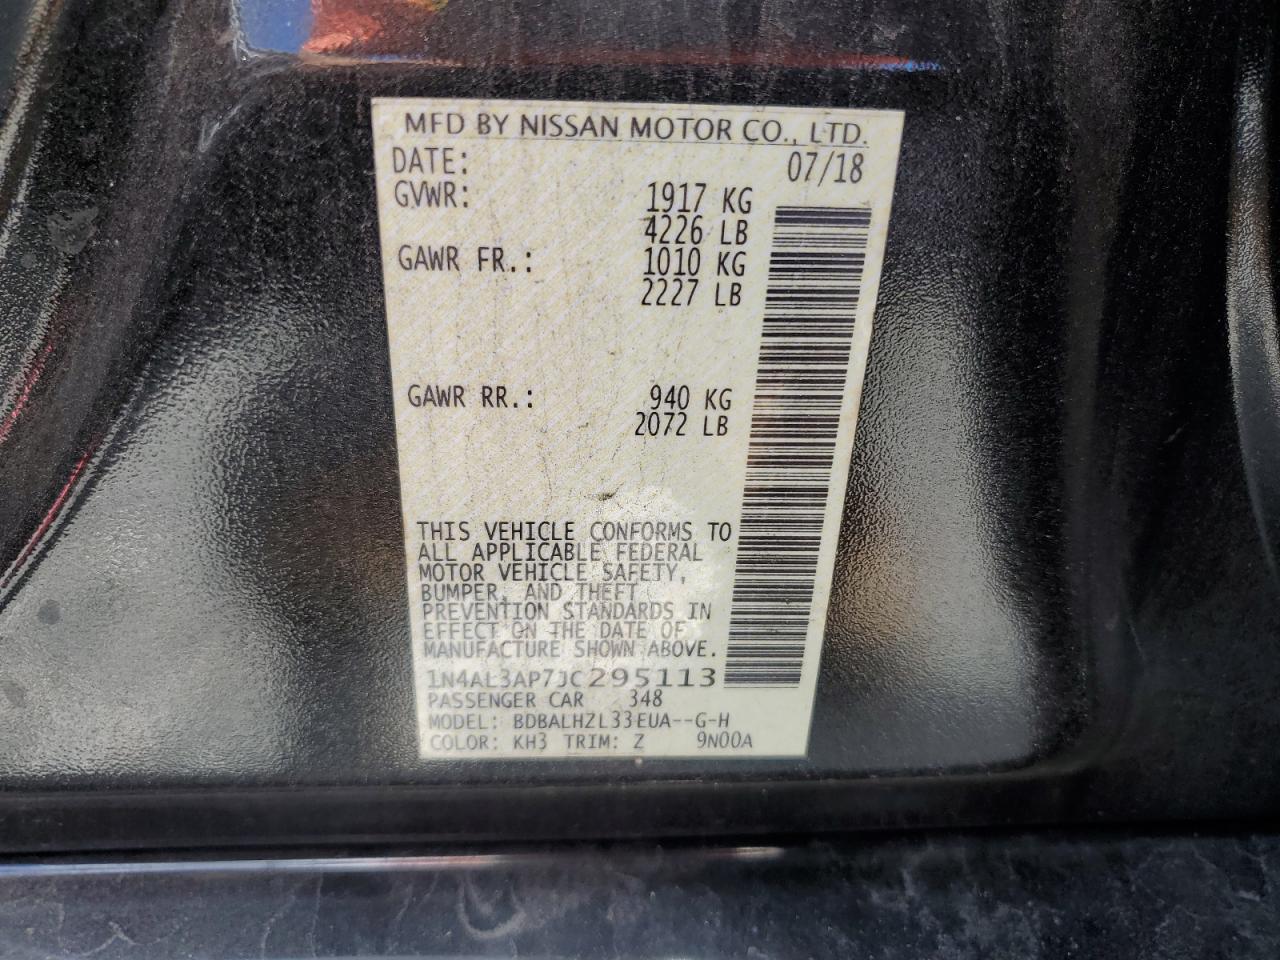 MFD BY NISSAN MOTOR CO., LTD.
DATE: 07/18
GVWR: 1917 KG
4226 LB
GAWR FR.: 1010 KG
2227 LB
GAWR RR.: 940 KG
2072 LB
THIS VEHICLE CONFORMS TO
ALL APPLICABLE FEDERAL
MOTOR VEHICLE SAFETY,
BUMPER, AND THEFT
PREVENTION STANDARDS IN
EFFECT ON THE DATE OF
MANUFACTURE SHOWN ABOVE.
1N4AL3AP7JC295113
PASSENGER CAR 348
MODEL: BDBALHZL33EUA--G-H
COLOR: KH3 TRIM: Z 9N00A